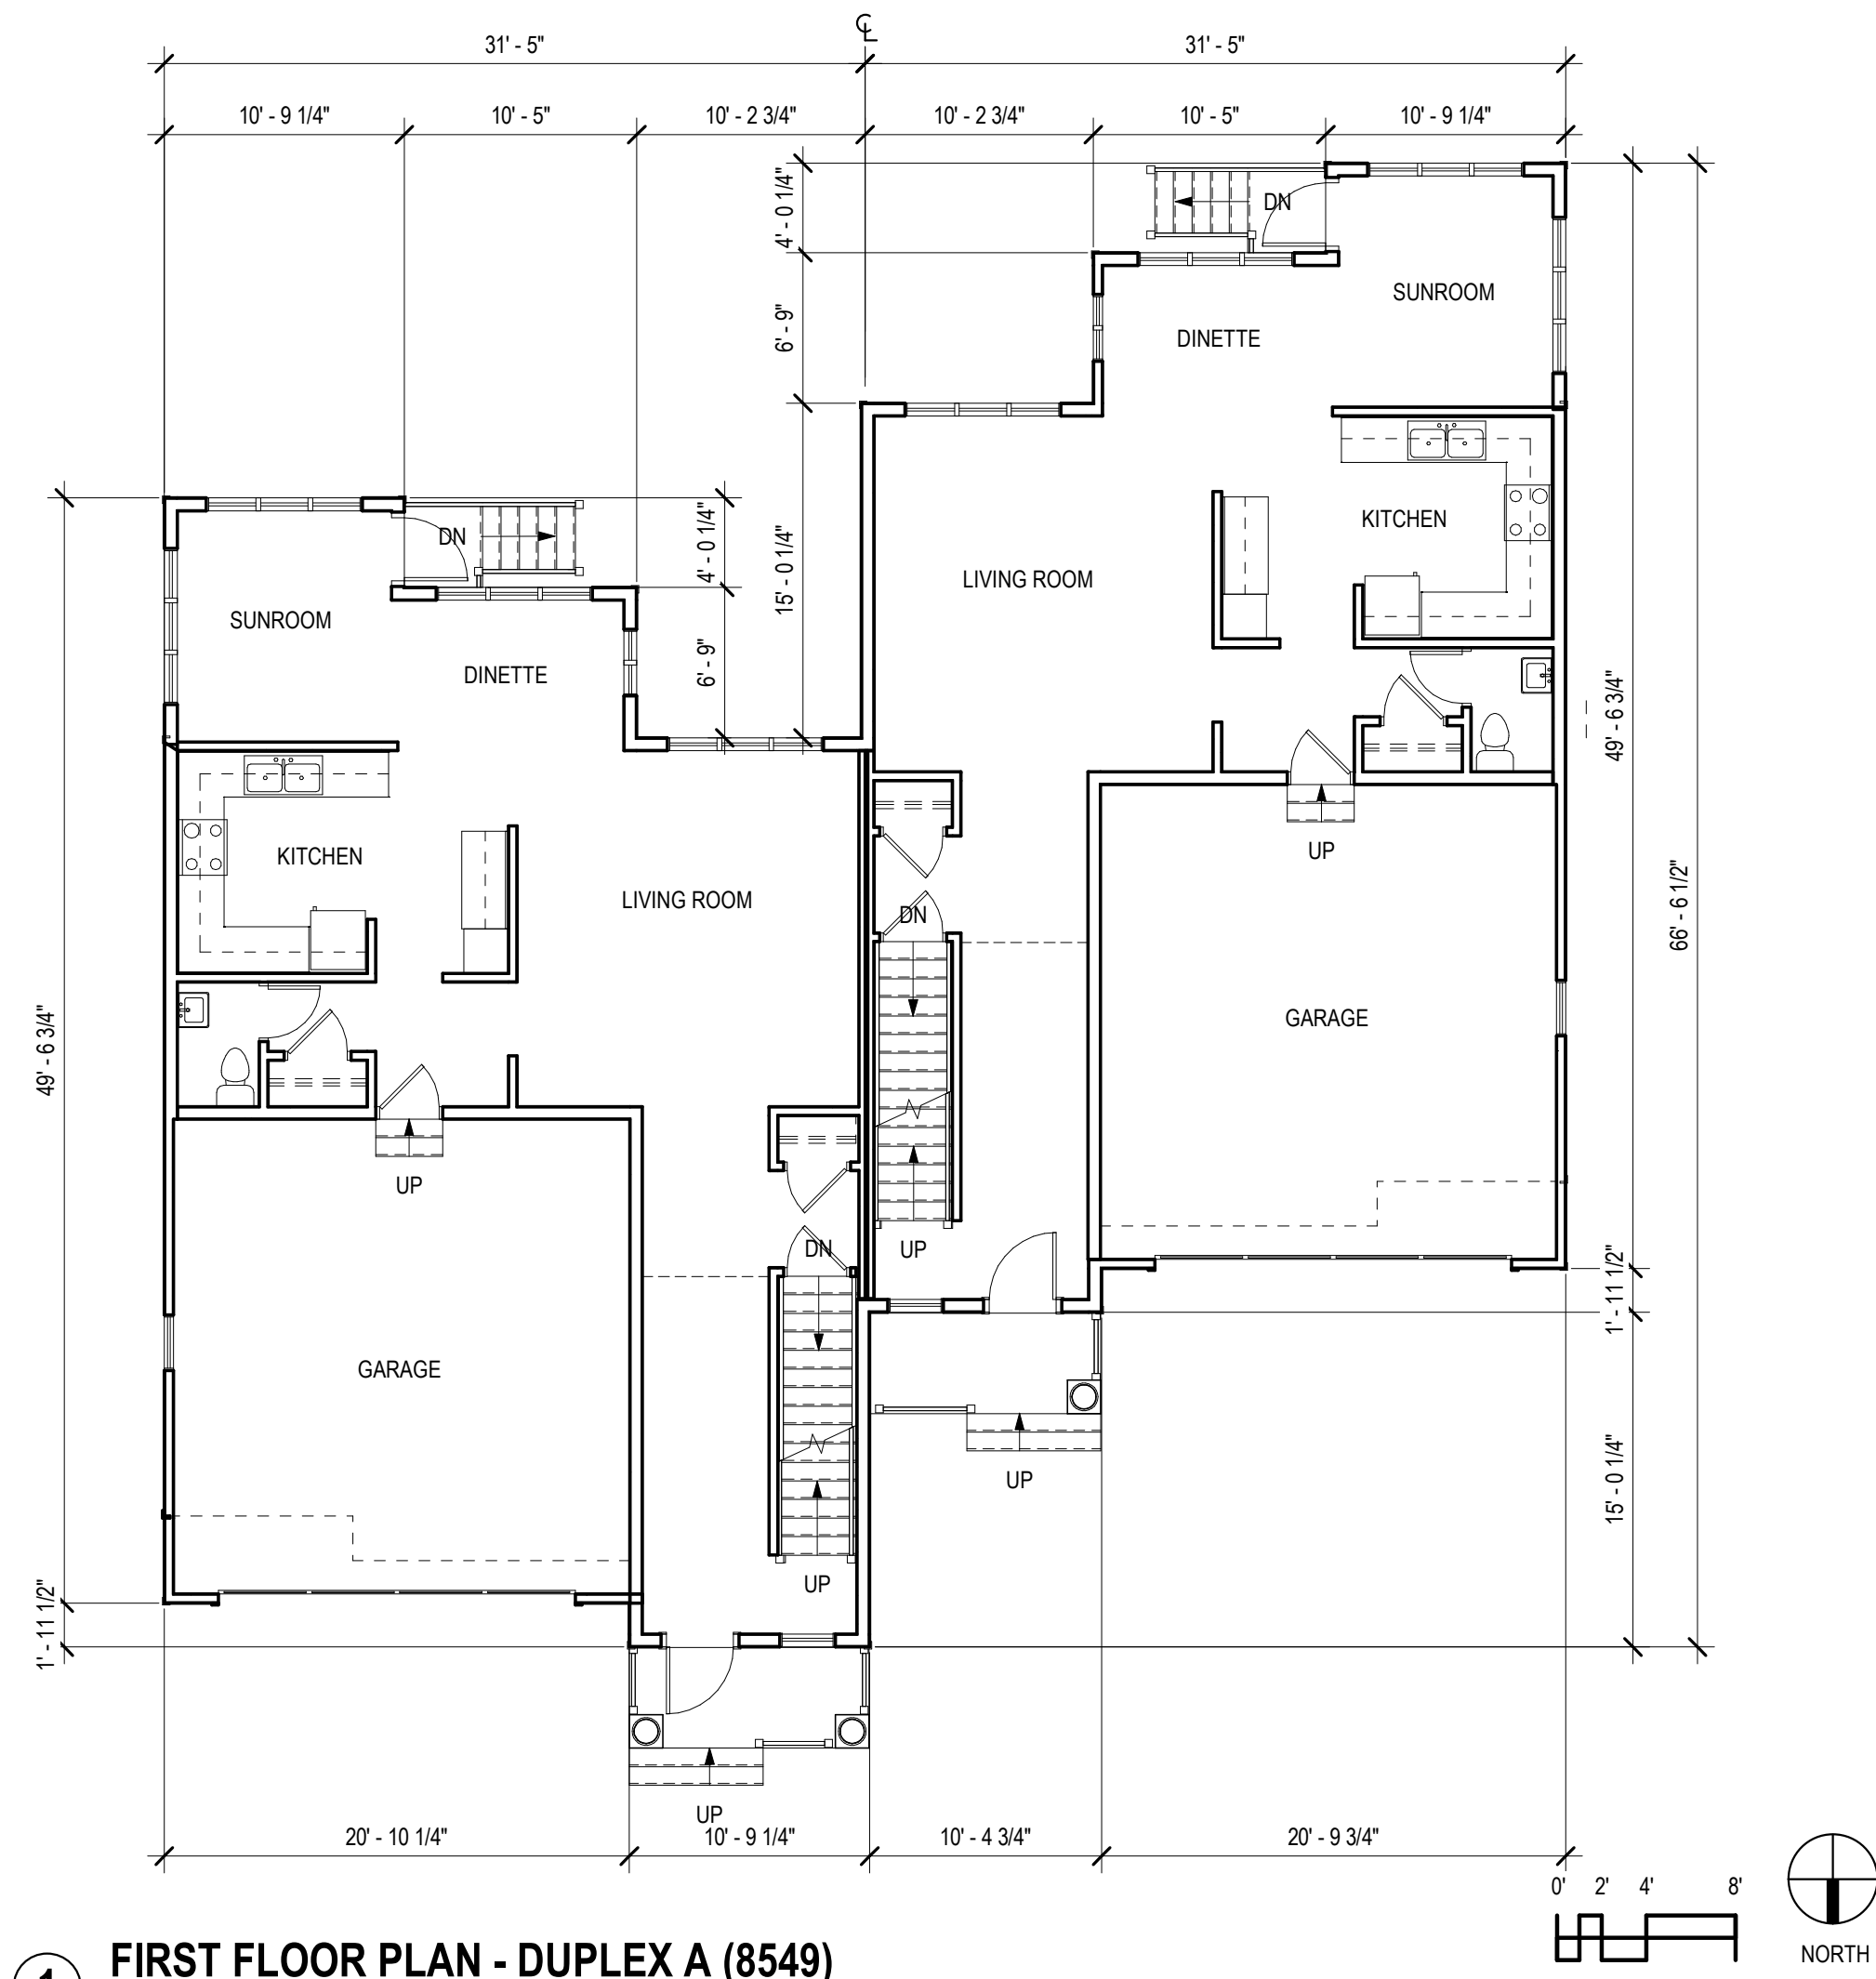 31' - 5" 31' - 5"
10' - 9 1/4" 10' - 5" 10' - 2 3/4" 10' - 2 3/4" 10' - 5" 10' - 9 1/4"
4' - 0 1/4"
DN
SUNROOM
6' - 9"
DINETTE
KITCHEN
DN
4' - 0 1/4"
15' - 0 1/4"
LIVING ROOM
SUNROOM
DINETTE
6' - 9"
49' - 6 3/4"
KITCHEN
UP
LIVING ROOM
66' - 6 1/2"
DN
GARAGE
49' - 6 3/4"
UP
DN
UP
1' - 11 1/2"
GARAGE
UP
15' - 0 1/4"
UP
1' - 11 1/2"
UP
20' - 10 1/4" 10' - 9 1/4" 10' - 4 3/4" 20' - 9 3/4"
0' 2' 4' 8'
NORTH
1 FIRST FLOOR PLAN - DUPLEX A (8549)